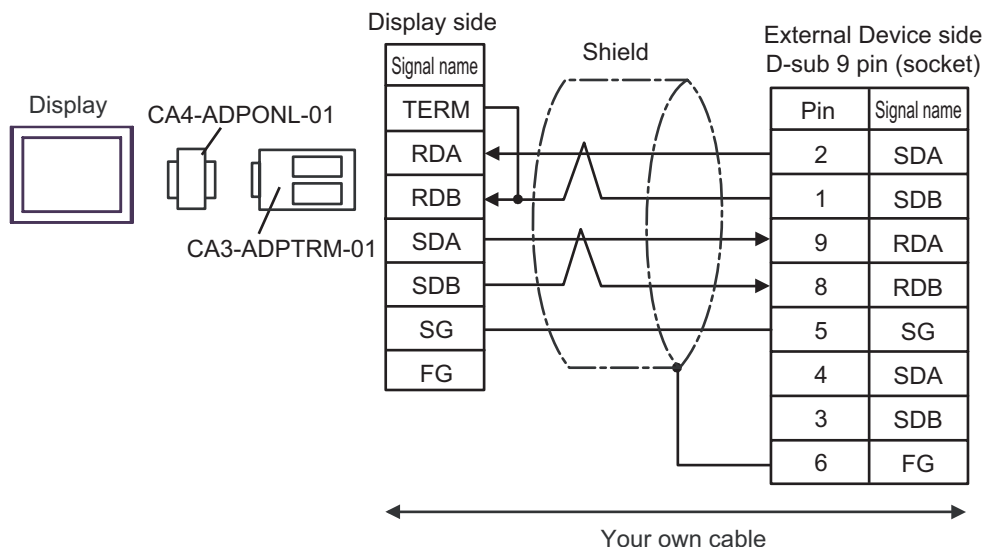 Display side
Shield
External Device side
D-sub 9 pin (socket)
Display
CA4-ADPONL-01
CA3-ADPTRM-01
Signal name
TERM
RDA
RDB
SDA
SDB
SG
FG
Pin Signal name
2 SDA
1 SDB
9 RDA
8 RDB
5 SG
4 SDA
3 SDB
6 FG
Your own cable